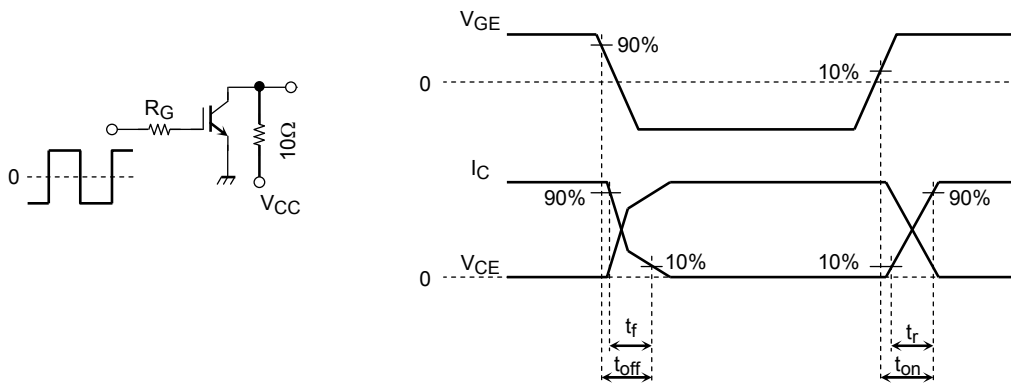 R_G
10Ω
V_CC
0
V_GE
90%
10%
0
I_C
90%
90%
V_CE
10%
10%
0
t_f
t_r
t_off
t_on